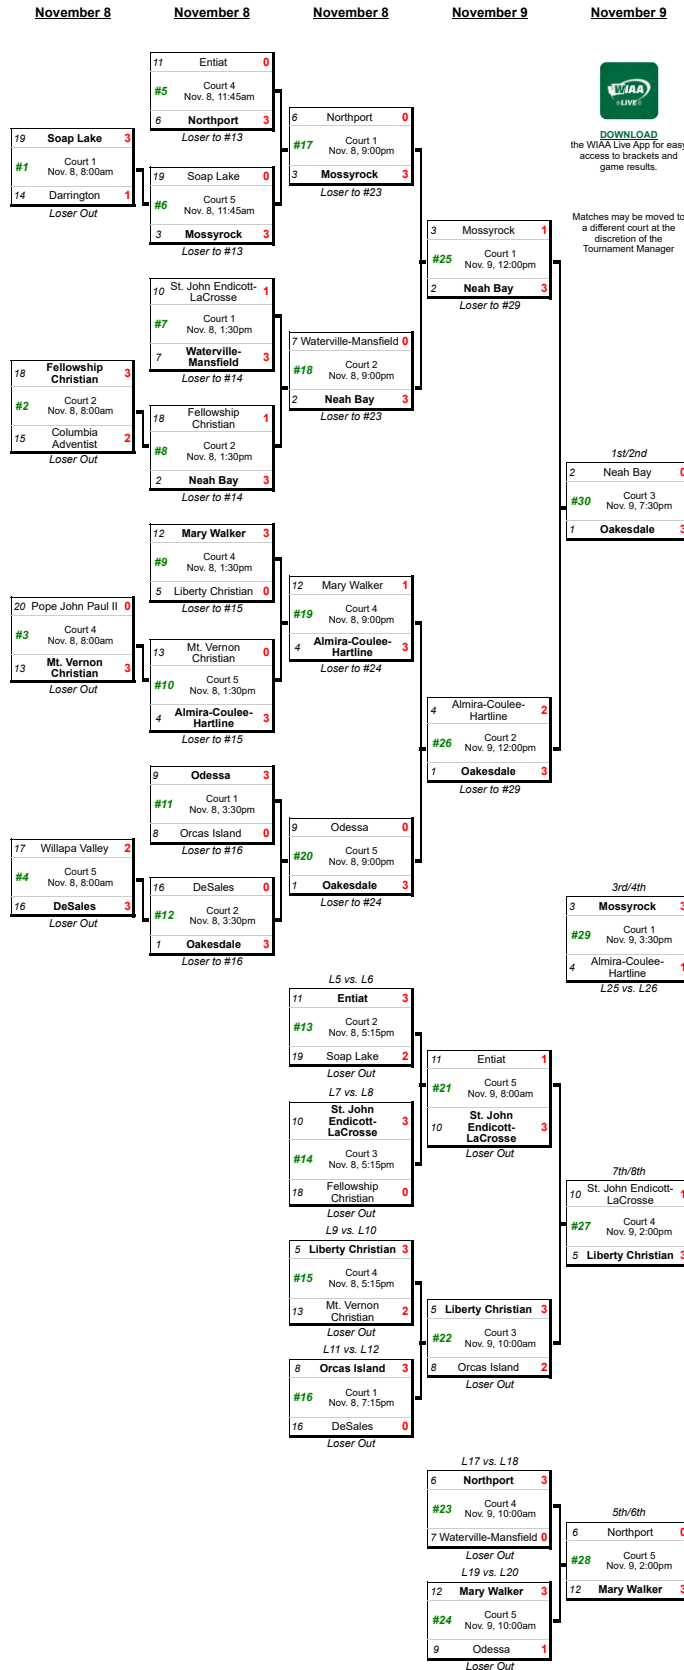 November 8
November 8
November 8
November 9
November 9
19 Soap Lake 3
#1 Court 1
Nov. 8, 8:00am
14 Darrington 1
Loser Out
18 Fellowship
Christian 3
#2 Court 2
Nov. 8, 8:00am
15 Columbia
Adventist 2
Loser Out
20 Pope John Paul II 0
#3 Court 4
Nov. 8, 8:00am
13 Mt. Vernon
Christian 3
Loser Out
17 Willapa Valley 2
#4 Court 5
Nov. 8, 8:00am
16 DeSales 3
Loser Out
11 Entiat 0
#5 Court 4
Nov. 8, 11:45am
6 Northport 3
Loser to #13
19 Soap Lake 0
#6 Court 5
Nov. 8, 11:45am
3 Mossyrock 3
Loser to #13
10 St. John Endicott-
LaCrosse 1
#7 Court 1
Nov. 8, 1:30pm
7 Waterville-
Mansfield 3
Loser to #14
18 Fellowship
Christian 1
#8 Court 2
Nov. 8, 1:30pm
2 Neah Bay 3
Loser to #14
12 Mary Walker 3
#9 Court 4
Nov. 8, 1:30pm
5 Liberty Christian 0
Loser to #15
13 Mt. Vernon
Christian 0
#10 Court 5
Nov. 8, 1:30pm
4 Almira-Coulee-
Hartline 3
Loser to #15
9 Odessa 3
#11 Court 1
Nov. 8, 3:30pm
8 Orcas Island 0
Loser to #16
16 DeSales 0
#12 Court 2
Nov. 8, 3:30pm
1 Oakesdale 3
Loser to #16
6 Northport 0
#17 Court 1
Nov. 8, 9:00pm
3 Mossyrock 3
Loser to #23
7 Waterville-Mansfield 0
#18 Court 2
Nov. 8, 9:00pm
2 Neah Bay 3
Loser to #23
12 Mary Walker 1
#19 Court 4
Nov. 8, 9:00pm
4 Almira-Coulee-
Hartline 3
Loser to #24
9 Odessa 0
#20 Court 5
Nov. 8, 9:00pm
1 Oakesdale 3
Loser to #24
L5 vs. L6
11 Entiat 3
#13 Court 2
Nov. 8, 5:15pm
19 Soap Lake 2
Loser Out
L7 vs. L8
10 St. John
Endicott-
LaCrosse 3
#14 Court 3
Nov. 8, 5:15pm
18 Fellowship
Christian 0
Loser Out
L9 vs. L10
5 Liberty Christian 3
#15 Court 4
Nov. 8, 5:15pm
13 Mt. Vernon
Christian 2
Loser Out
L11 vs. L12
8 Orcas Island 3
#16 Court 1
Nov. 8, 7:15pm
16 DeSales 0
Loser Out
3 Mossyrock 1
#25 Court 1
Nov. 9, 12:00pm
2 Neah Bay 3
Loser to #29
4 Almira-Coulee-
Hartline 2
#26 Court 2
Nov. 9, 12:00pm
1 Oakesdale 3
Loser to #29
11 Entiat 1
#21 Court 5
Nov. 9, 8:00am
10 St. John
Endicott-
LaCrosse 3
Loser Out
5 Liberty Christian 3
#22 Court 3
Nov. 9, 10:00am
8 Orcas Island 2
Loser Out
L17 vs. L18
6 Northport 3
#23 Court 4
Nov. 9, 10:00am
7 Waterville-Mansfield 0
Loser Out
L19 vs. L20
12 Mary Walker 3
#24 Court 5
Nov. 9, 10:00am
9 Odessa 1
Loser Out
WIAA
LIVE
DOWNLOAD
the WIAA Live App for easy
access to brackets and
game results.
Matches may be moved to
a different court at the
discretion of the
Tournament Manager
1st/2nd
2 Neah Bay 0
#30 Court 3
Nov. 9, 7:30pm
1 Oakesdale 3
3rd/4th
3 Mossyrock 3
#29 Court 1
Nov. 9, 3:30pm
4 Almira-Coulee-
Hartline 1
L25 vs. L26
7th/8th
10 St. John Endicott-
LaCrosse 1
#27 Court 4
Nov. 9, 2:00pm
5 Liberty Christian 3
5th/6th
6 Northport 0
#28 Court 5
Nov. 9, 2:00pm
12 Mary Walker 3